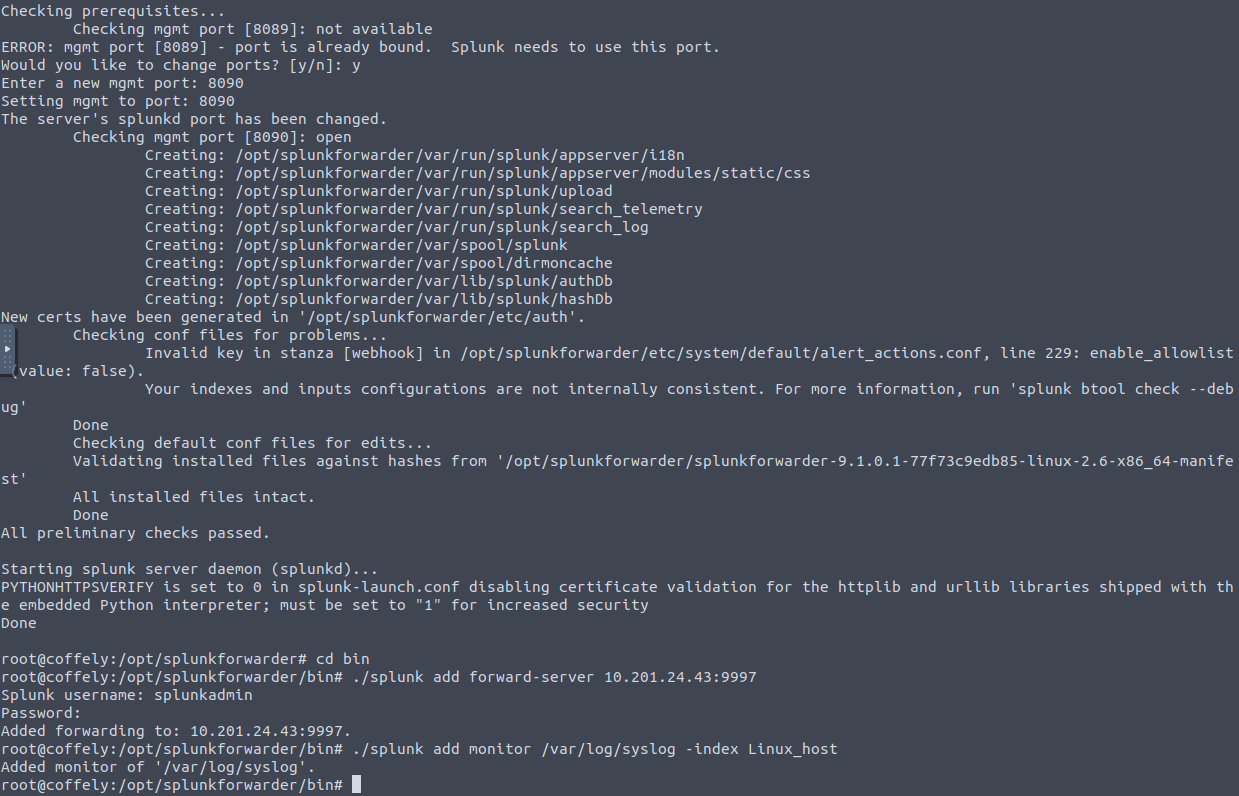 Checking prerequisites...
        Checking mgmt port [8089]: not available
ERROR: mgmt port [8089] - port is already bound.  Splunk needs to use this port.
Would you like to change ports? [y/n]: y
Enter a new mgmt port: 8090
Setting mgmt to port: 8090
The server's splunkd port has been changed.
        Checking mgmt port [8090]: open
                Creating: /opt/splunkforwarder/var/run/splunk/appserver/i18n
                Creating: /opt/splunkforwarder/var/run/splunk/appserver/modules/static/css
                Creating: /opt/splunkforwarder/var/run/splunk/upload
                Creating: /opt/splunkforwarder/var/run/splunk/search_telemetry
                Creating: /opt/splunkforwarder/var/run/splunk/search_log
                Creating: /opt/splunkforwarder/var/spool/splunk
                Creating: /opt/splunkforwarder/var/spool/dirmoncache
                Creating: /opt/splunkforwarder/var/lib/splunk/authDb
                Creating: /opt/splunkforwarder/var/lib/splunk/hashDb
New certs have been generated in '/opt/splunkforwarder/etc/auth'.
        Checking conf files for problems...
                Invalid key in stanza [webhook] in /opt/splunkforwarder/etc/system/default/alert_actions.conf, line 229: enable_allowlist
 (value: false).
                Your indexes and inputs configurations are not internally consistent. For more information, run 'splunk btool check --deb
ug'
        Done
        Checking default conf files for edits...
        Validating installed files against hashes from '/opt/splunkforwarder/splunkforwarder-9.1.0.1-77f73c9edb85-linux-2.6-x86_64-manife
st'
        All installed files intact.
        Done
All preliminary checks passed.

Starting splunk server daemon (splunkd)...
PYTHONHTTPSVERIFY is set to 0 in splunk-launch.conf disabling certificate validation for the httplib and urllib libraries shipped with th
e embedded Python interpreter; must be set to "1" for increased security
Done

root@coffely:/opt/splunkforwarder# cd bin
root@coffely:/opt/splunkforwarder/bin# ./splunk add forward-server 10.201.24.43:9997
Splunk username: splunkadmin
Password:
Added forwarding to: 10.201.24.43:9997.
root@coffely:/opt/splunkforwarder/bin# ./splunk add monitor /var/log/syslog -index Linux_host
Added monitor of '/var/log/syslog'.
root@coffely:/opt/splunkforwarder/bin#